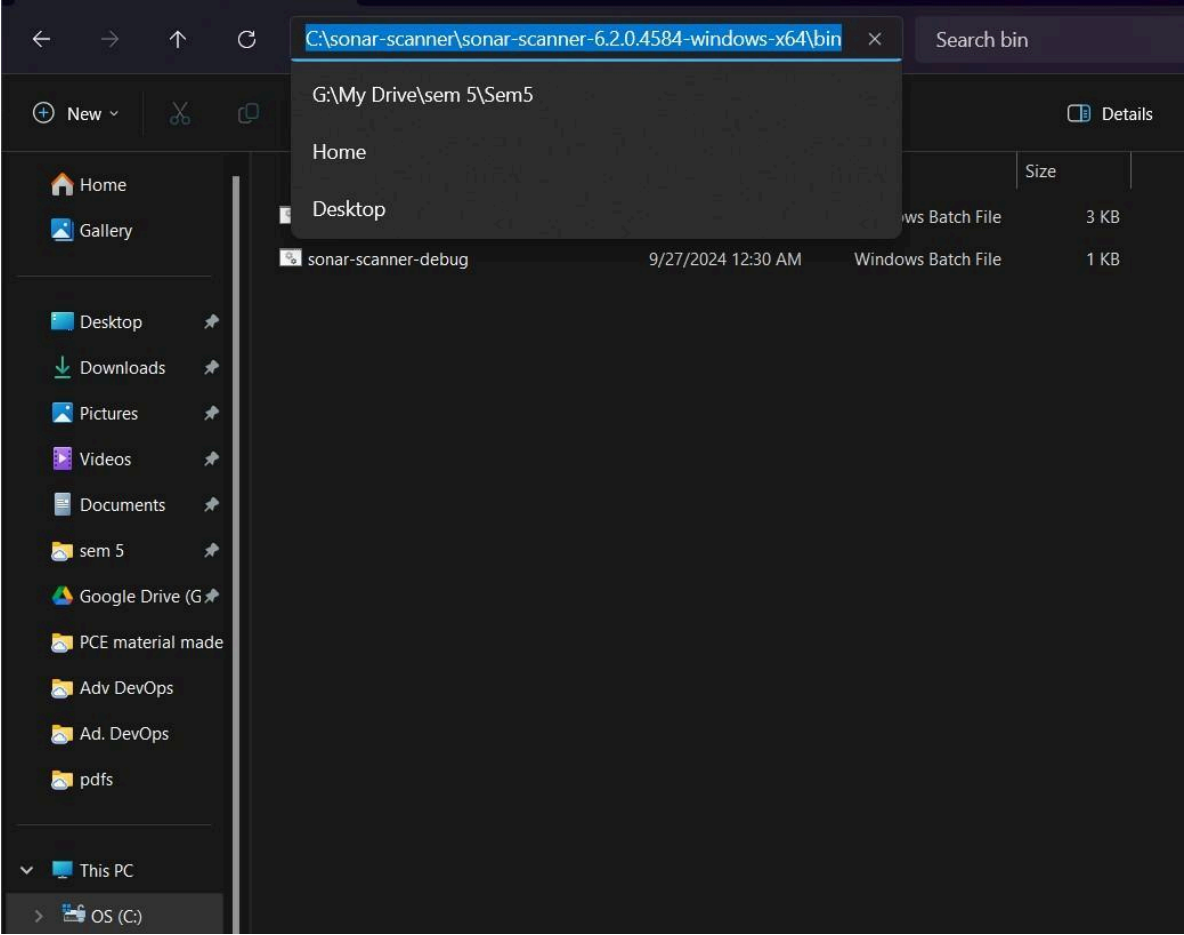 C:\sonar-scanner\sonar-scanner-6.2.0.4584-windows-x64\bin
Search bin
G:\My Drive\sem 5\Sem5
Home
Desktop
New
Details
Size
Windows Batch File 3 KB
sonar-scanner-debug 9/27/2024 12:30 AM Windows Batch File 1 KB
Home
Gallery
Desktop
Downloads
Pictures
Videos
Documents
sem 5
Google Drive (G
PCE material made
Adv DevOps
Ad. DevOps
pdfs
This PC
OS (C:)